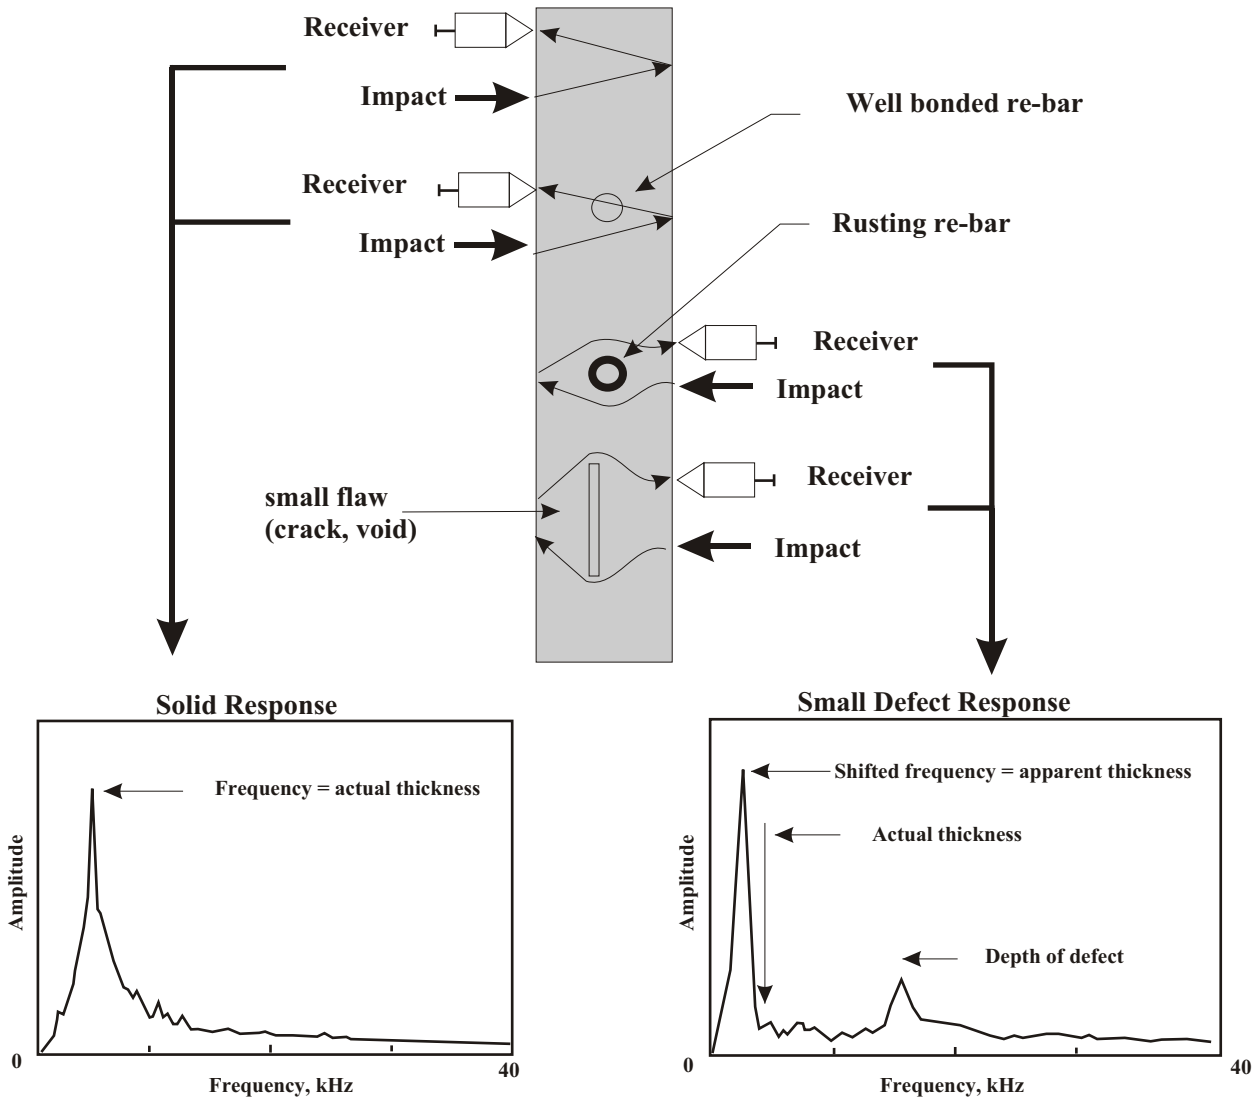 Receiver
Impact
Well bonded re-bar
Receiver
Rusting re-bar
Impact
Receiver
Impact
Receiver
small flaw
(crack, void)
Impact
Solid Response
Frequency = actual thickness
Amplitude
0
40
Frequency, kHz
Small Defect Response
Shifted frequency = apparent thickness
Actual thickness
Amplitude
Depth of defect
0
40
Frequency, kHz